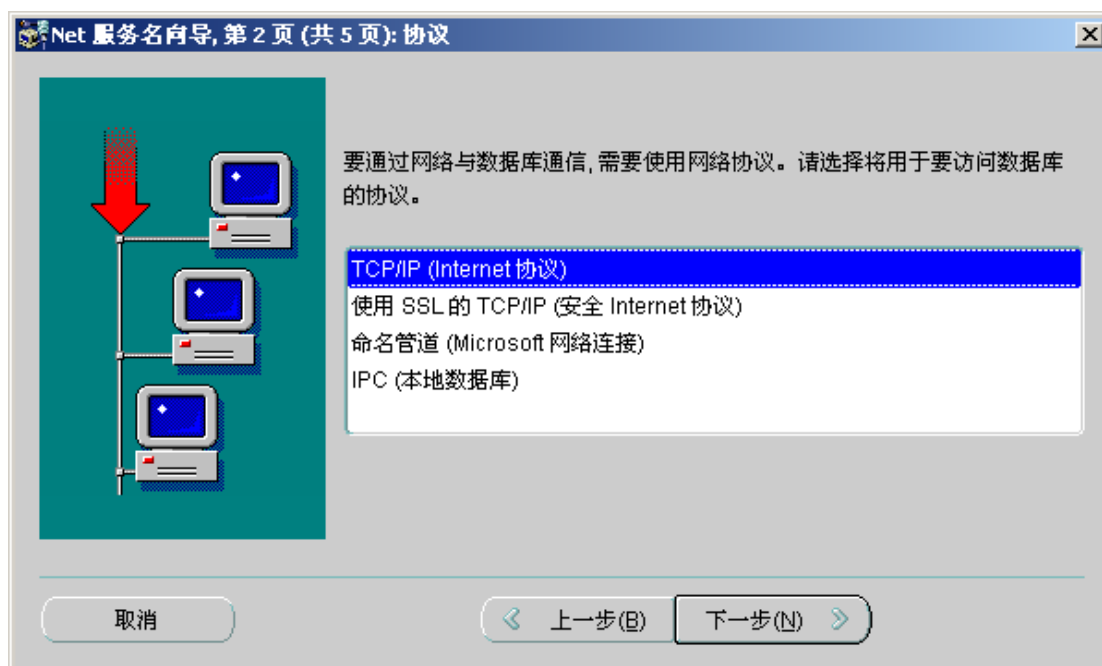 Net 服务名向导, 第 2 页 (共 5 页): 协议
要通过网络与数据库通信, 需要使用网络协议。请选择将用于要访问数据库
的协议。
TCP/IP (Internet 协议)
使用 SSL 的 TCP/IP (安全 Internet 协议)
命名管道 (Microsoft 网络连接)
IPC (本地数据库)
取消
上一步(B)
下一步(N)